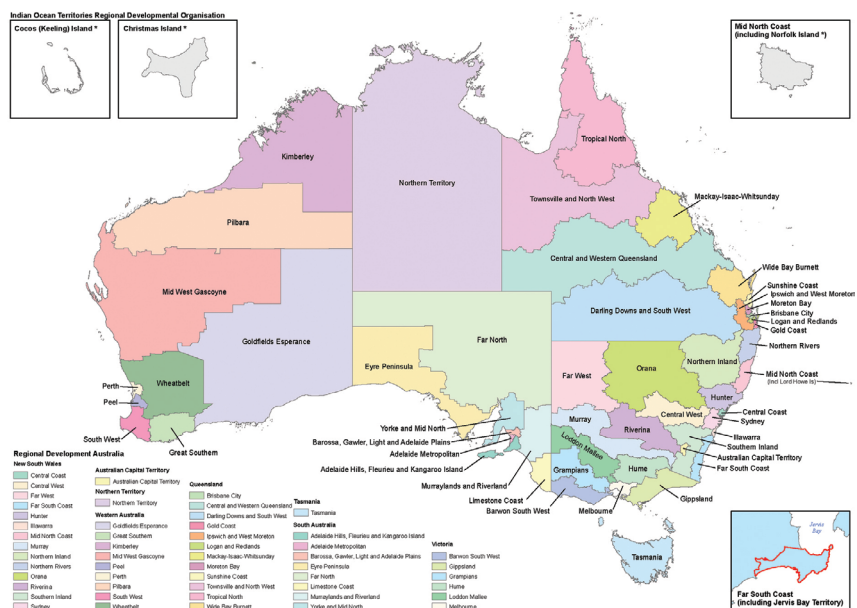 Indian Ocean Territories Regional Developmental Organisation
Cocos (Keeling) Island *
Christmas Island *
Mid North Coast
(including Norfolk Island *)
Tropical North
Kimberley
Northern Territory
Townsville and North West
Mackay-Isaac-Whitsunday
Pilbara
Central and Western Queensland
Wide Bay Burnett
Sunshine Coast
Ipswich and West Moreton
Moreton Bay
Brisbane City
Logan and Redlands
Gold Coast
Mid West Gascoyne
Darling Downs and South West
Goldfields Esperance
Far North
Northern Rivers
Eyre Peninsula
Northern Inland
Orana
Far West
Mid North Coast
(incl Lord Howe Is)
Wheatbelt
Perth
Peel
Hunter
Central West
Central Coast
Sydney
Murray
Riverina
Yorke and Mid North
Barossa, Gawler, Light and Adelaide Plains
Adelaide Metropolitan
Adelaide Hills, Fleurieu and Kangaroo Island
South West
Great Southern
Illawarra
Southern Inland
Australian Capital Territory
Far South Coast
Loddon Mallee
Grampians
Hume
Murraylands and Riverland
Limestone Coast
Barwon South West
Melbourne
Gippsland
Tasmania
Regional Development Australia
New South Wales
Central Coast
Central West
Far West
Far South Coast
Hunter
Illawarra
Mid North Coast
Murray
Northern Inland
Northern Rivers
Orana
Riverina
Southern Inland
Sydney
Australian Capital Territory
Australian Capital Territory
Northern Territory
Northern Territory
Western Australia
Goldfields Esperance
Great Southern
Kimberley
Mid West Gascoyne
Peel
Perth
Pilbara
South West
Wheatbelt
Queensland
Brisbane City
Central and Western Queensland
Darling Downs and South West
Gold Coast
Ipswich and West Moreton
Logan and Redlands
Mackay-Isaac-Whitsunday
Moreton Bay
Sunshine Coast
Townsville and North West
Tropical North
Wide Bay Burnett
Tasmania
Tasmania
South Australia
Adelaide Hills, Fleurieu and Kangaroo Island
Adelaide Metropolitan
Barossa, Gawler, Light and Adelaide Plains
Eyre Peninsula
Far North
Limestone Coast
Murraylands and Riverland
Yorke and Mid North
Victoria
Barwon South West
Gippsland
Grampians
Hume
Loddon Mallee
Melbourne
Jervis
Bay
Far South Coast
(including Jervis Bay Territory)